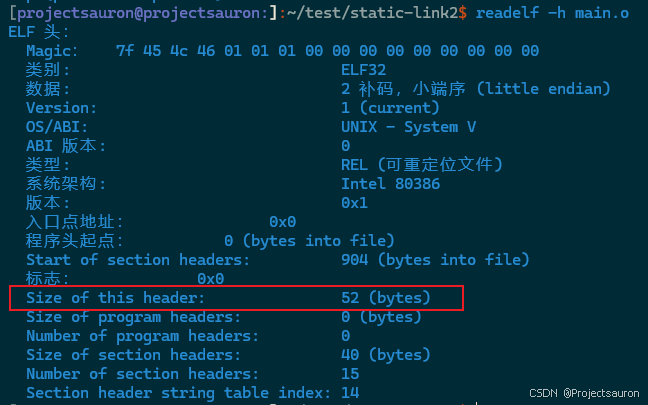 [projectsauron@projectsauron:]:~/test/static-link2$ readelf -h main.o
ELF 头:
Magic: 7f 45 4c 46 01 01 01 00 00 00 00 00 00 00 00 00
类别: ELF32
数据: 2 补码，小端序 (little endian)
Version: 1 (current)
OS/ABI: UNIX - System V
ABI 版本: 0
类型: REL (可重定位文件)
系统架构: Intel 80386
版本: 0x1
入口点地址: 0x0
程序头起点: 0 (bytes into file)
Start of section headers: 904 (bytes into file)
标志: 0x0
Size of this header: 52 (bytes)
Size of program headers: 0 (bytes)
Number of program headers: 0
Size of section headers: 40 (bytes)
Number of section headers: 15
Section header string table index: 14
CSDN @Projectsauron